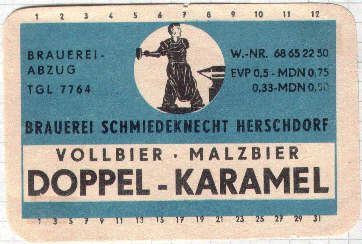 1 2 3 4 5 6 7 8 9 10 11 12
BRAUEREI-
ABZUG
TGL 7764
W.-NR. 68 65 22 50
EVP 0,5 - MDN 0,75
0,33-MDN 0,50
BRAUEREI SCHMIEDEKNECHT HERSCHDORF
VOLLBIER · MALZBIER
DOPPEL-KARAMEL
1 3 5 7 9 11 13 15 17 19 21 23 25 27 29 31